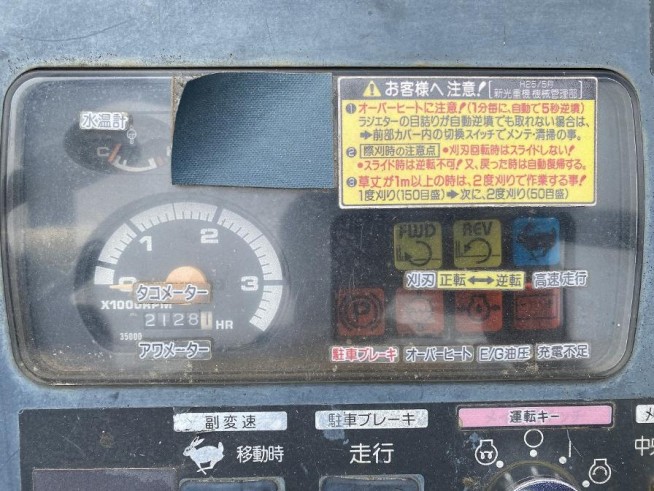 水温計
C
お客様へ 注意!
H25/5月
新光重機 機械管理部
❶オーバーヒートに注意!(1分毎に、自動で5秒逆墳)
ラジエターの目詰りが自動逆墳でも取れない場合は、
➡前部カバー内の切換スイッチでメンテ・清掃の事。
❷ 際刈時の注意点 •刈刃回転時はスライドしない!
•スライド時は逆転不可!又、戻った時は自動復帰する。
❸草丈が1m以上の時は、2度刈りで作業する事!
1度刈り(150目盛)➡次に、2度刈り(50目盛)
0 1 2 3
タコメーター
X1000RPM
2128 HR
35000
アワメーター
FWD
REV
刈刃 正転 ⟷ 逆転 高速走行
駐車ブレーキ オーバーヒート E/G油圧 充電不足
副変速
移動時
駐車ブレーキ
走行
運転キー
中